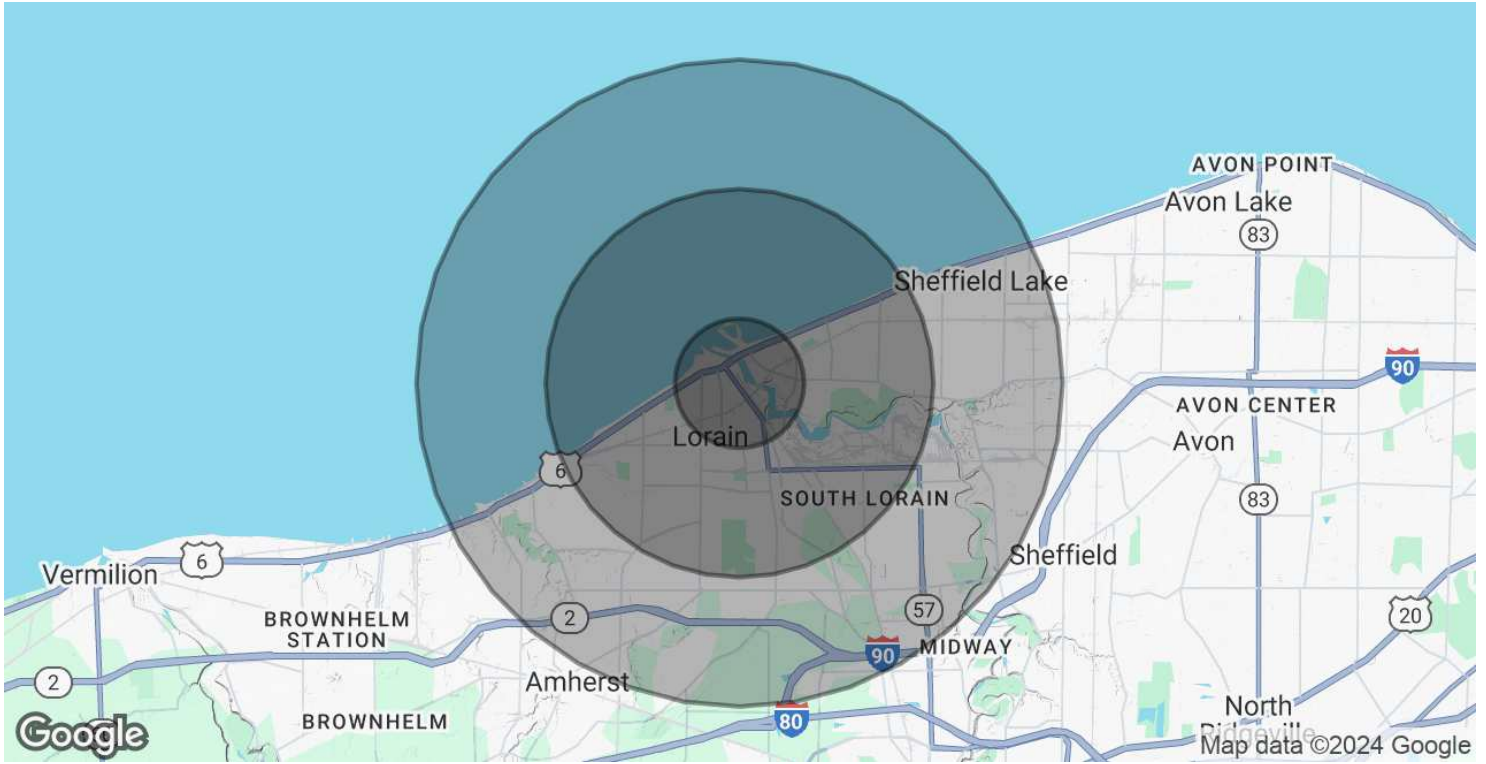 AVON POINT
Avon Lake
83
Sheffield Lake
90
AVON CENTER
Lorain
Avon
6
83
SOUTH LORAIN
Sheffield
6
Vermilion
57
20
BROWNHELM
STATION
2
MIDWAY
90
2
Amherst
North
Ridgeville
BROWNHELM
80
Google
Map data ©2024 Google